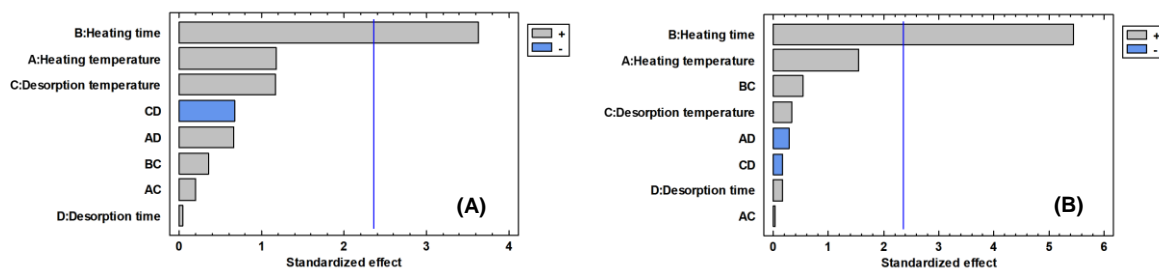 B:Heating time
A:Heating temperature
C:Desorption temperature
CD
AD
BC
AC
D:Desorption time
0 1 2 3 4
Standardized effect
+
-
(A)
B:Heating time
A:Heating temperature
BC
C:Desorption temperature
AD
CD
D:Desorption time
AC
0 1 2 3 4 5 6
Standardized effect
+
-
(B)